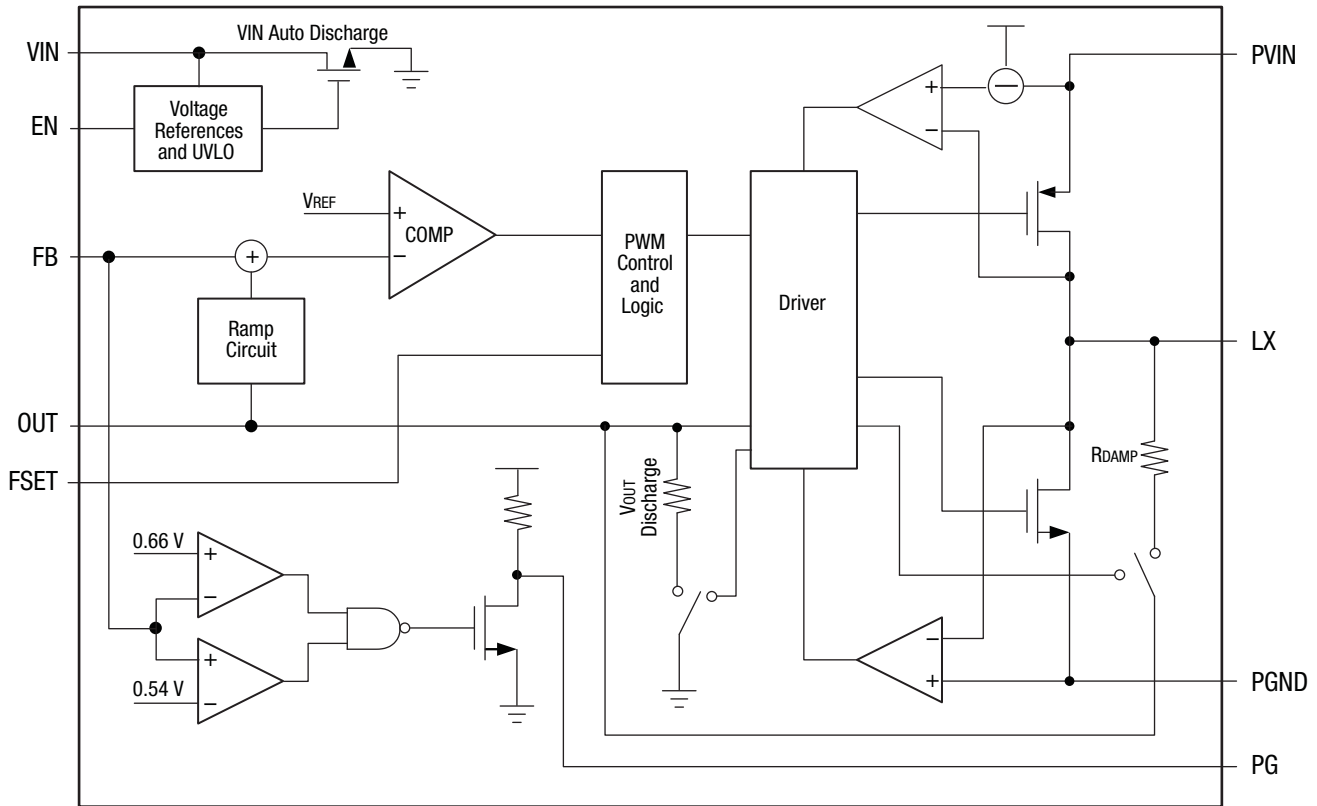 VIN Auto Discharge
VIN
PVIN
Voltage
References
and UVLO
EN
+
−
−
VREF
+
COMP
−
PWM
Control
and
Logic
Driver
FB
+
Ramp
Circuit
LX
OUT
RDAMP
FSET
VOUT
Discharge
0.66 V
+
−
+
0.54 V
−
−
+
PGND
PG